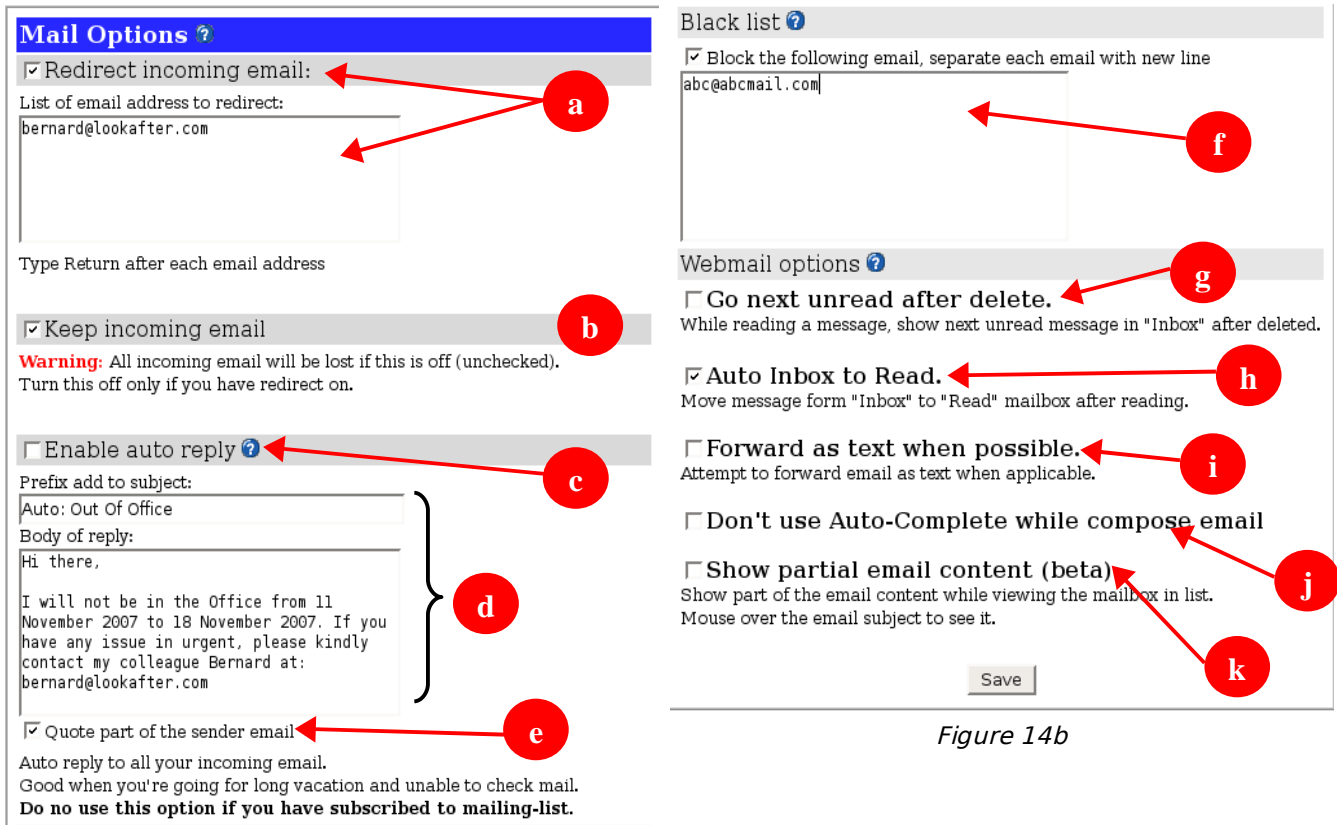 Mail Options ?
Redirect incoming email:
a
List of email address to redirect:
bernard@lookafter.com
Type Return after each email address
Keep incoming email
b
Warning: All incoming email will be lost if this is off (unchecked).
Turn this off only if you have redirect on.
Enable auto reply ?
c
Prefix add to subject:
Auto: Out Of Office
Body of reply:
Hi there,
I will not be in the Office from 11
November 2007 to 18 November 2007. If you
have any issue in urgent, please kindly
contact my colleague Bernard at:
bernard@lookafter.com
d
Quote part of the sender email
e
Auto reply to all your incoming email.
Good when you're going for long vacation and unable to check mail.
Do no use this option if you have subscribed to mailing-list.
Black list ?
Block the following email, separate each email with new line
abc@abcmail.com
f
Webmail options ?
g
Go next unread after delete.
While reading a message, show next unread message in "Inbox" after deleted.
Auto Inbox to Read.
h
Move message form "Inbox" to "Read" mailbox after reading.
Forward as text when possible.
i
Attempt to forward email as text when applicable.
Don't use Auto-Complete while compose email
j
Show partial email content (beta)
Show part of the email content while viewing the mailbox in list.
Mouse over the email subject to see it.
k
Save
Figure 14b